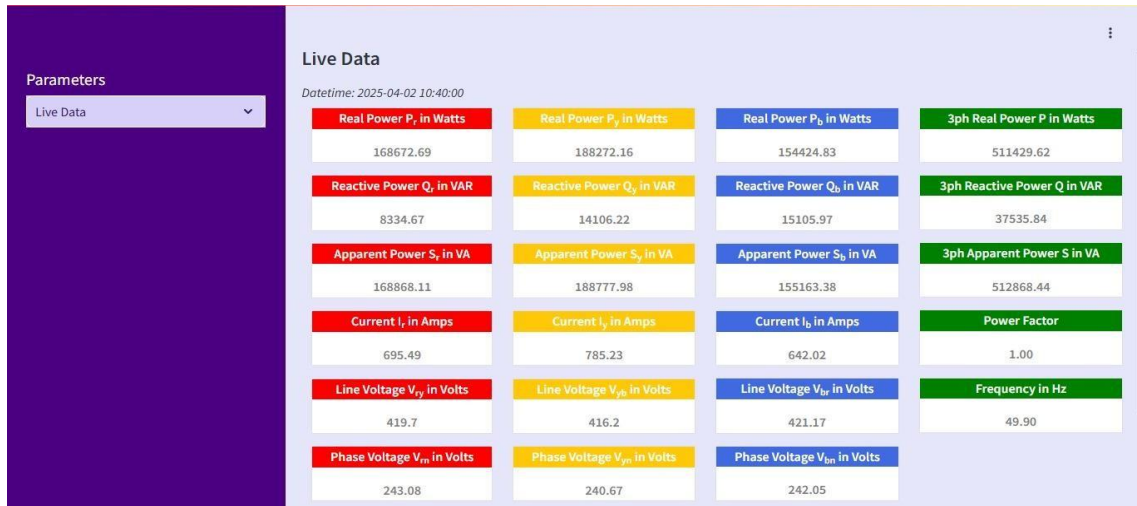 Parameters
Live Data
Live Data
Datetime: 2025-04-02 10:40:00
Real Power Pr in Watts
Real Power Py in Watts
Real Power Pb in Watts
3ph Real Power P in Watts
168672.69
188272.16
154424.83
511429.62
Reactive Power Qr in VAR
Reactive Power Qy in VAR
Reactive Power Qb in VAR
3ph Reactive Power Q in VAR
8334.67
14106.22
15105.97
37535.84
Apparent Power Sr in VA
Apparent Power Sy in VA
Apparent Power Sb in VA
3ph Apparent Power S in VA
168868.11
188777.98
155163.38
512868.44
Current Ir in Amps
Current Iy in Amps
Current Ib in Amps
Power Factor
695.49
785.23
642.02
1.00
Line Voltage Vry in Volts
Line Voltage Vyb in Volts
Line Voltage Vbr in Volts
Frequency in Hz
419.7
416.2
421.17
49.90
Phase Voltage Vrn in Volts
Phase Voltage Vyn in Volts
Phase Voltage Vbn in Volts
243.08
240.67
242.05